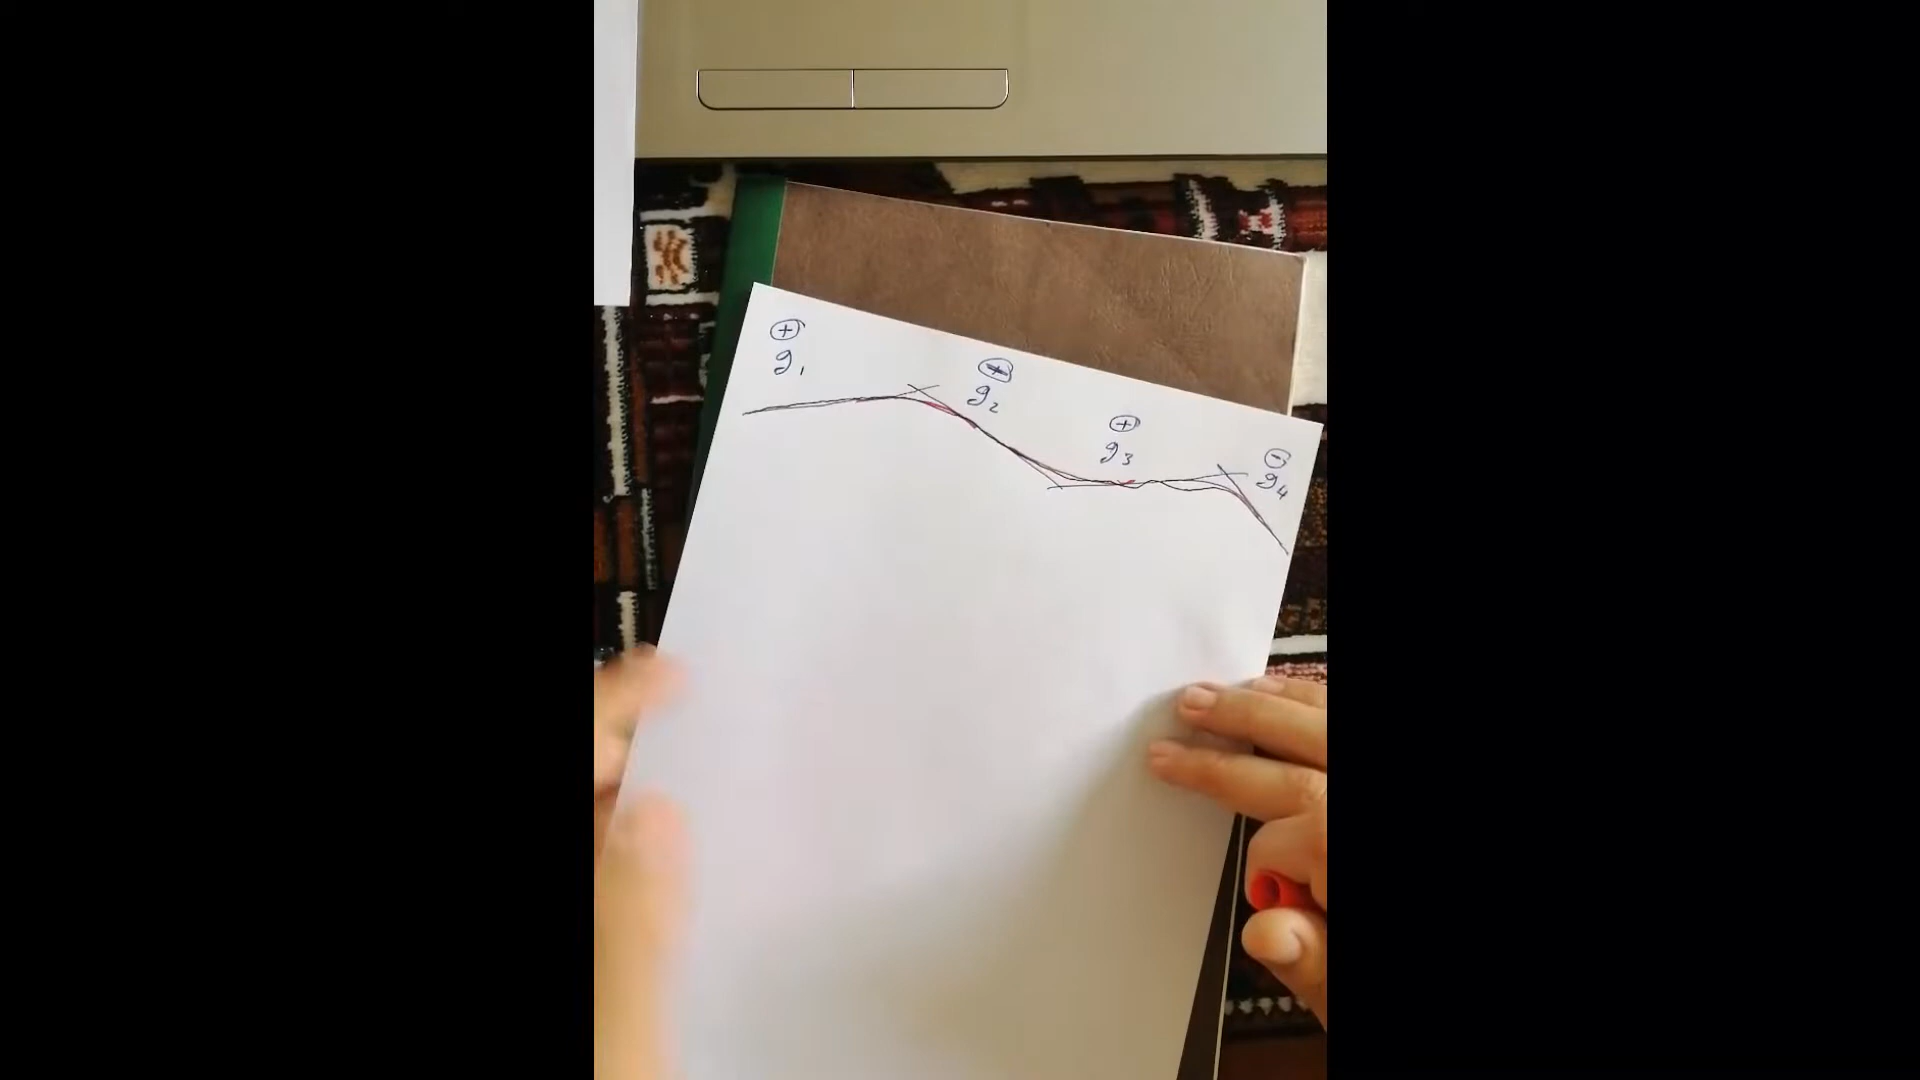 ⊕
g₁
⊕
g₂
⊕
g₃
⊖
g₄